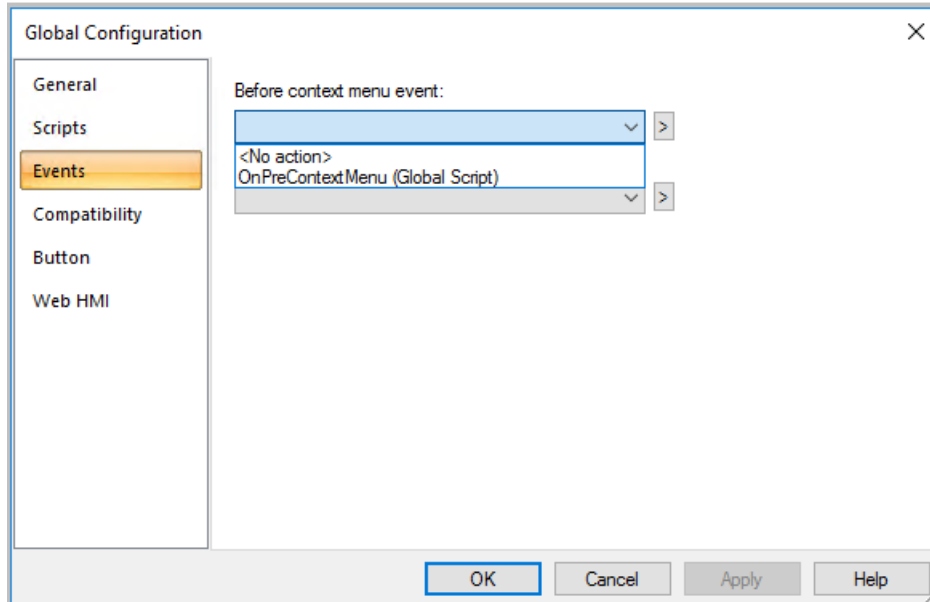 Global Configuration
General
Scripts
Events
Compatibility
Button
Web HMI
Before context menu event:
>
<No action>
OnPreContextMenu (Global Script)
>
OK
Cancel
Apply
Help